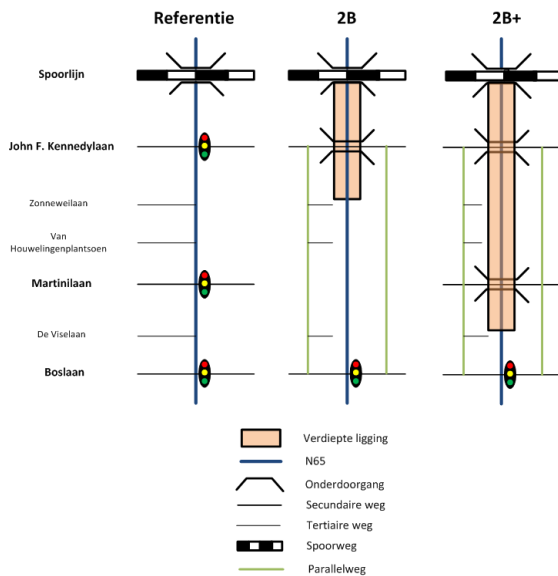 Referentie
2B
2B+
Spoorlijn
John F. Kennedylaan
Zonneweilaan
Van
Houwelingenplantsoen
Martinilaan
De Viselaan
Boslaan
Verdiepte ligging
N65
Onderdoorgang
Secundaire weg
Tertiaire weg
Spoorweg
Parallelweg